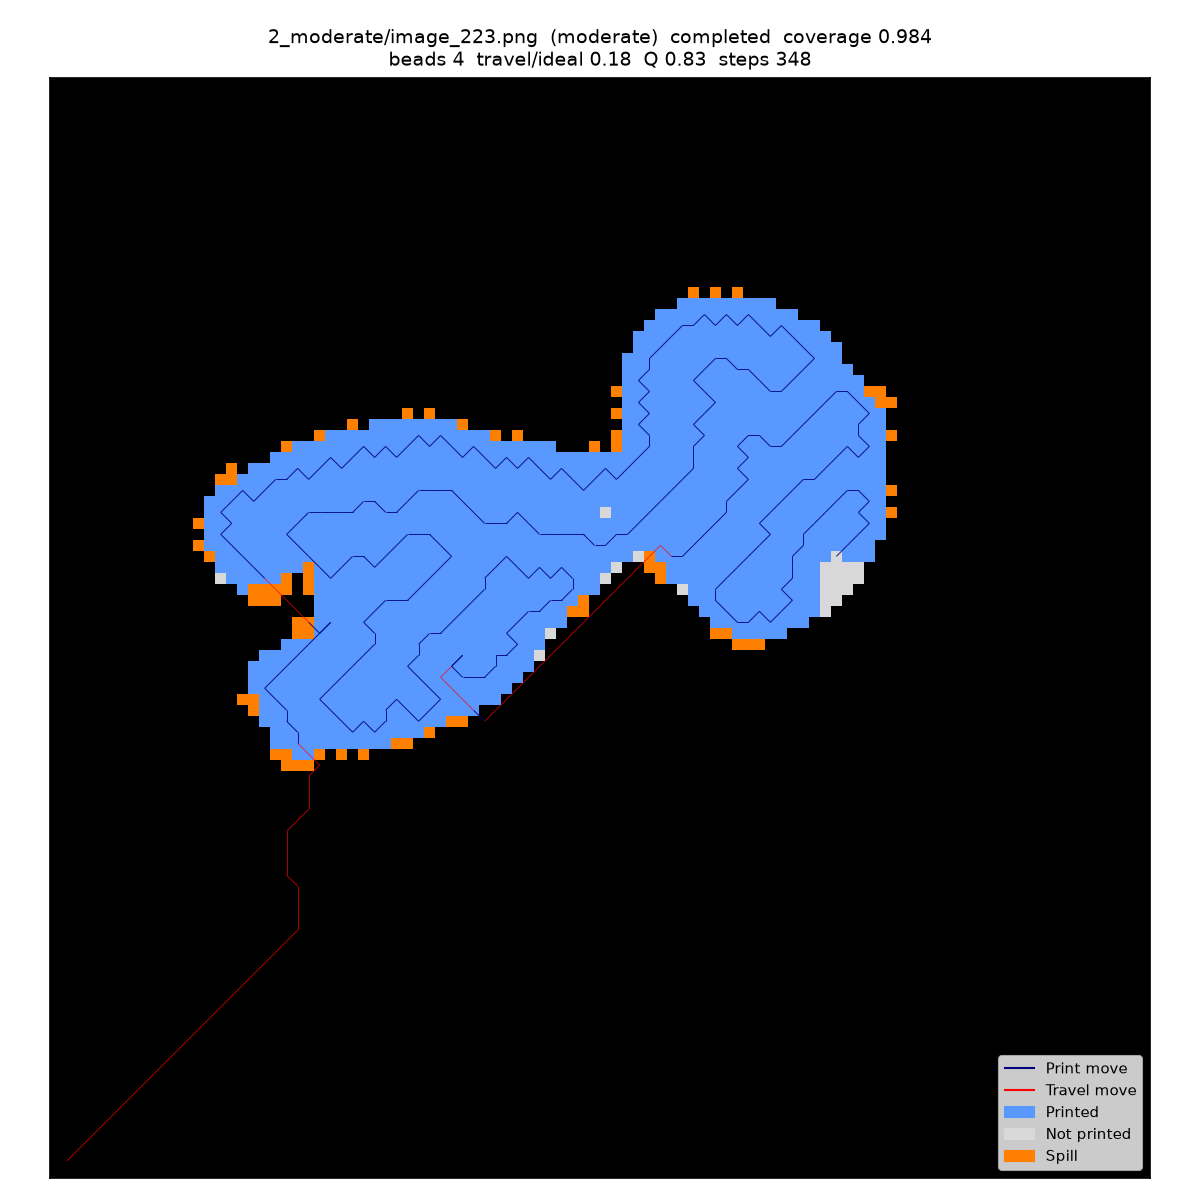 2_moderate/image_223.png  (moderate)  completed  coverage 0.984
beads 4  travel/ideal 0.18  Q 0.83  steps 348
Print move
Travel move
Printed
Not printed
Spill